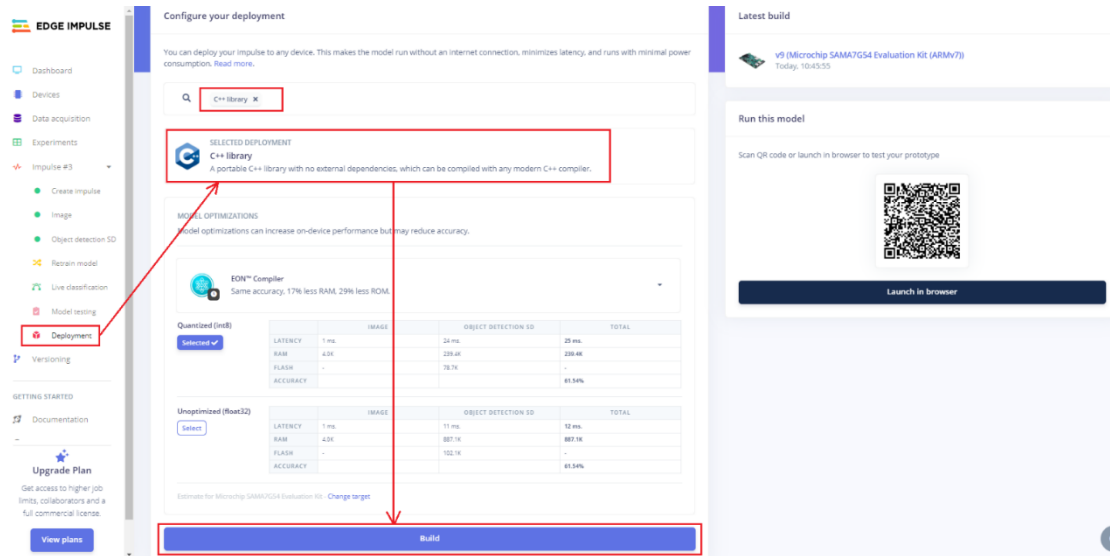 EDGE IMPULSE
Dashboard
Devices
Data acquisition
Experiments
Impulse #3
Create impulse
Image
Object detection SD
Retrain model
Live classification
Model testing
Deployment
Versioning
GETTING STARTED
Documentation
Upgrade Plan
Get access to higher job
limits, collaborators and a
full commercial license.
View plans
Configure your deployment
You can deploy your impulse to any device. This makes the model run without an internet connection, minimizes latency, and runs with minimal power
consumption. Read more.
C++ library ×
SELECTED DEPLOYMENT
C++ library
A portable C++ library with no external dependencies, which can be compiled with any modern C++ compiler.
MODEL OPTIMIZATIONS
Model optimizations can increase on-device performance but may reduce accuracy.
EON™ Compiler
Same accuracy, 17% less RAM, 29% less ROM.
Quantized (int8)
Selected ✓
IMAGE OBJECT DETECTION SD TOTAL
LATENCY 1 ms. 24 ms. 25 ms.
RAM 4.0K 239.4K 239.4K
FLASH - 78.7K -
ACCURACY 61.54%
Unoptimized (float32)
Select
IMAGE OBJECT DETECTION SD TOTAL
LATENCY 1 ms. 11 ms. 12 ms.
RAM 4.0K 887.1K 887.1K
FLASH - 102.1K -
ACCURACY 61.54%
Estimate for Microchip SAMA7G54 Evaluation Kit - Change target
Build
Latest build
v9 (Microchip SAMA7G54 Evaluation Kit (ARMv7))
Today, 10:45:55
Run this model
Scan QR code or launch in browser to test your prototype
Launch in browser